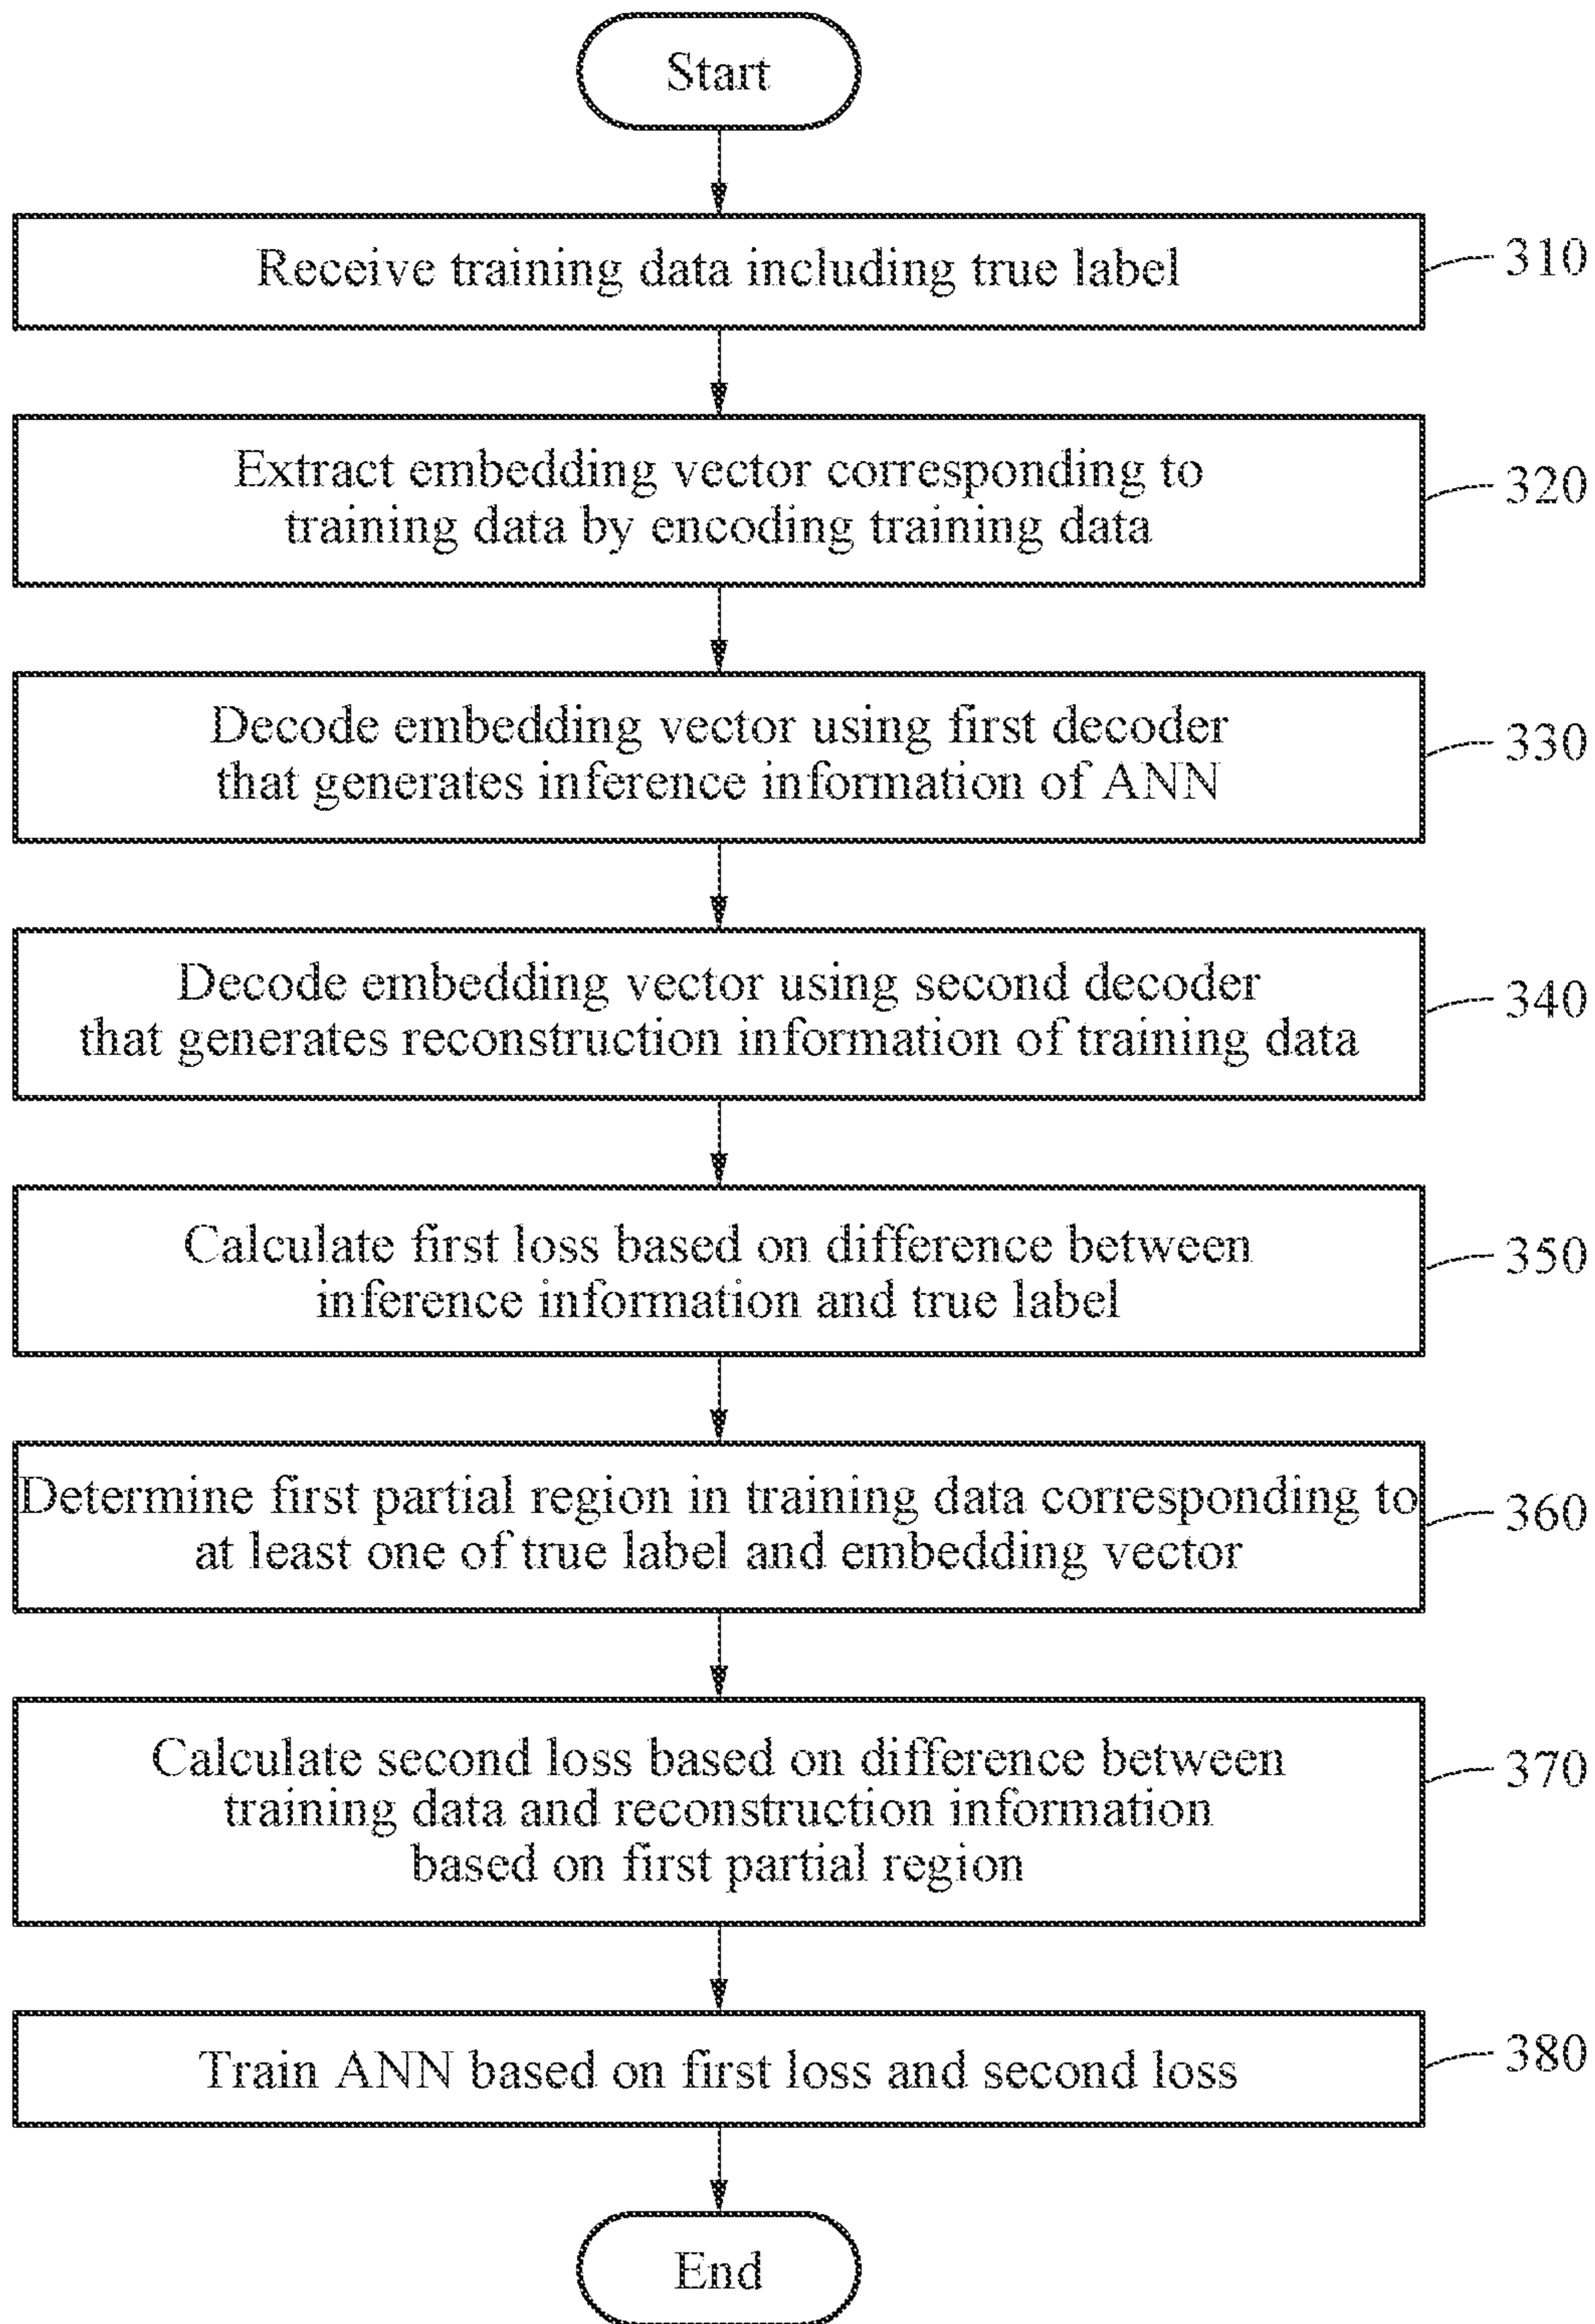 Start
Receive training data including true label
310
Extract embedding vector corresponding to
training data by encoding training data
320
Decode embedding vector using first decoder
that generates inference information of ANN
330
Decode embedding vector using second decoder
that generates reconstruction information of training data
340
Calculate first loss based on difference between
inference information and true label
350
Determine first partial region in training data corresponding to
at least one of true label and embedding vector
360
Calculate second loss based on difference between
training data and reconstruction information
based on first partial region
370
Train ANN based on first loss and second loss
380
End